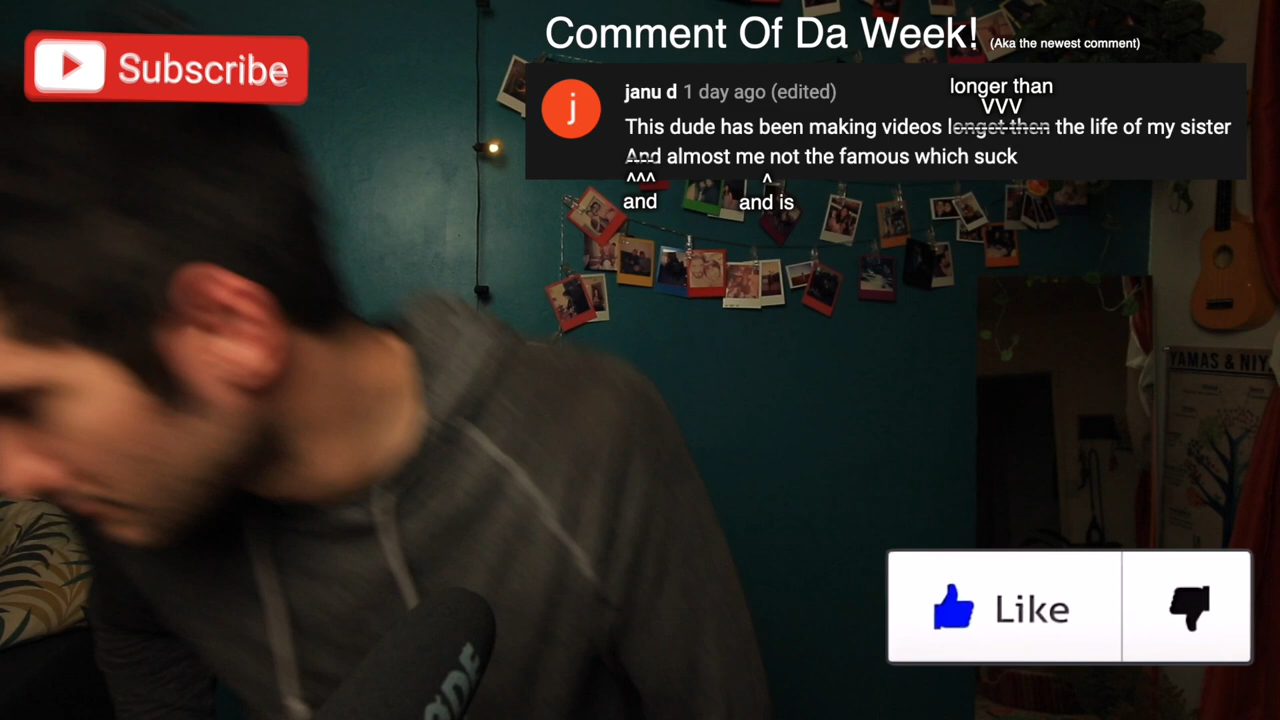 Subscribe
Comment Of Da Week! (Aka the newest comment)
j
janu d 1 day ago (edited)
longer than
VVV
This dude has been making videos longet then the life of my sister
And almost me not the famous which suck
^^^ ^
and and is
YAMAS & NIY
Like